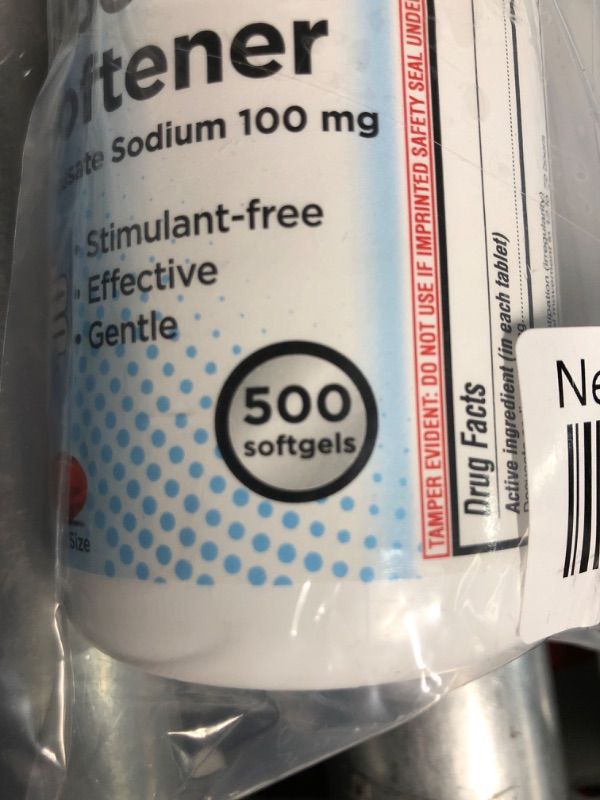 ftener
sate Sodium 100 mg
• Stimulant-free
• Effective
• Gentle
500
softgels
Size
TAMPER EVIDENT: DO NOT USE IF IMPRINTED SAFETY SEAL UNDE
Drug Facts
Active ingredient (in each tablet)
Ne